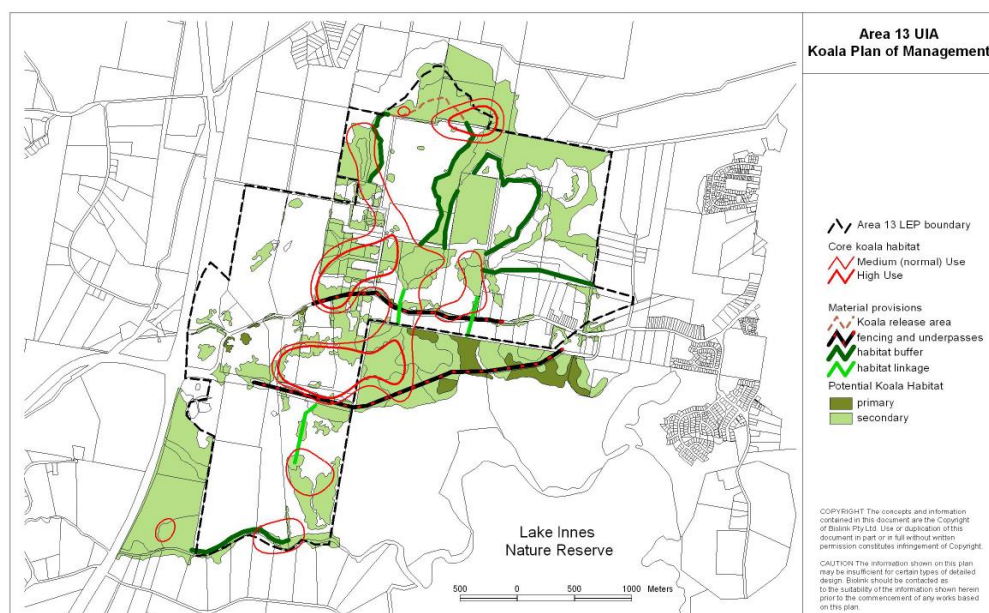 Area 13 UIA
Koala Plan of Management
Area 13 LEP boundary
Core koala habitat
Medium (normal) Use
High Use
Material provisions
Koala release area
fencing and underpasses
habitat buffer
habitat linkage
Potential Koala Habitat
primary
secondary
Lake Innes
Nature Reserve
500 0 500 1000 Meters
COPYRIGHT The concepts and information
contained in this document are the Copyright
of Biolink Pty Ltd. Use or duplication of this
document in part or in full without written
permission constitutes infringement of Copyright.
CAUTION The information shown on this plan
may be insufficient for certain types of detailed
design. Biolink should be contacted as
to the suitability of the information shown herein
prior to the commencement of any works based
on this plan.